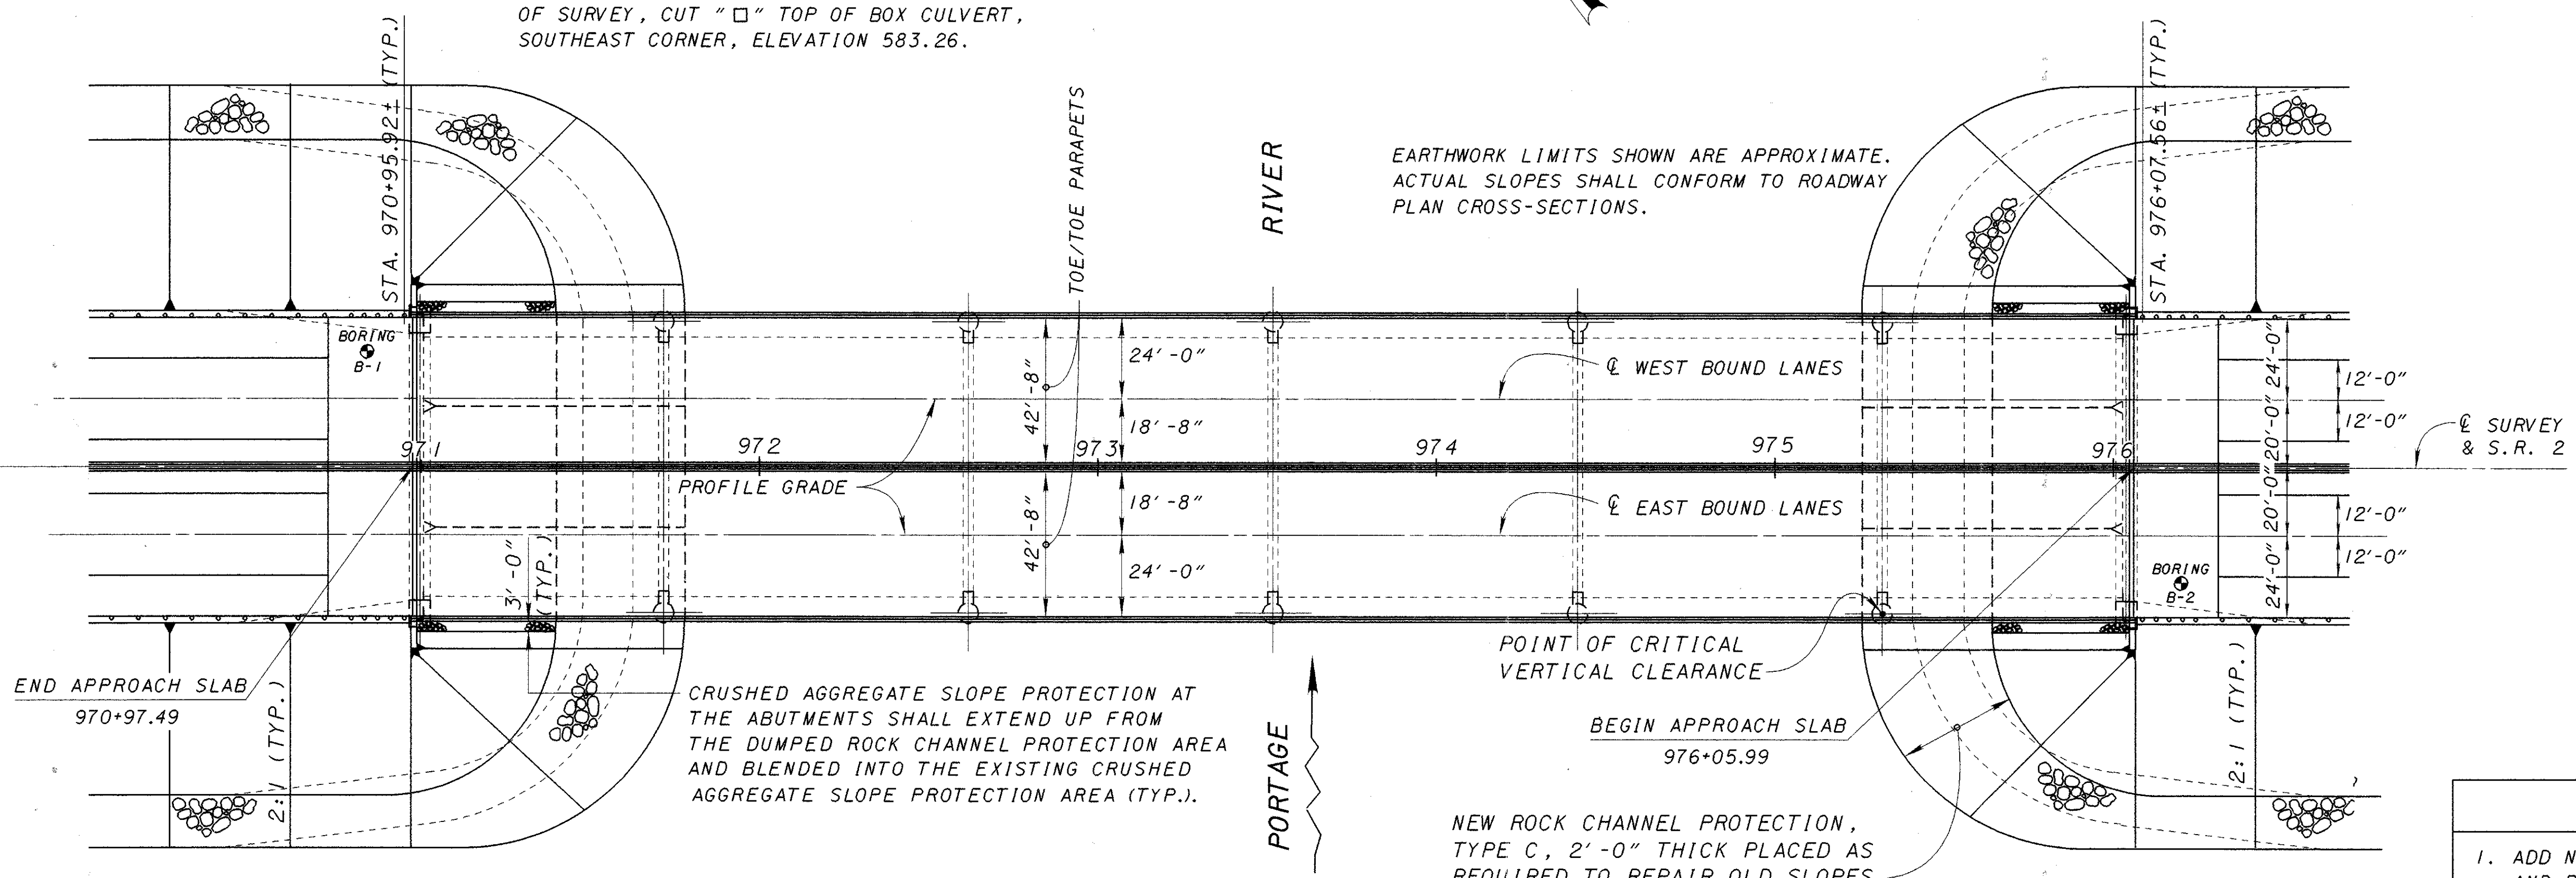 OF SURVEY, CUT "□" TOP OF BOX CULVERT,
SOUTHEAST CORNER, ELEVATION 583.26.
STA. 970+95.92± (TYP.)
TOE/TOE PARAPETS
RIVER
EARTHWORK LIMITS SHOWN ARE APPROXIMATE.
ACTUAL SLOPES SHALL CONFORM TO ROADWAY
PLAN CROSS-SECTIONS.
STA. 976+07.56± (TYP.)
BORING
B-1
24'-0"
42'-8"
18'-8"
℄ WEST BOUND LANES
24'-0"
12'-0"
20'-0"
12'-0"
971
972
973
974
975
976
℄ SURVEY
& S.R. 2
PROFILE GRADE
18'-8"
42'-8"
24'-0"
℄ EAST BOUND LANES
20'-0"
12'-0"
24'-0"
12'-0"
3'-0"
(TYP.)
BORING
B-2
POINT OF CRITICAL
VERTICAL CLEARANCE
END APPROACH SLAB
970+97.49
2:1 (TYP.)
CRUSHED AGGREGATE SLOPE PROTECTION AT
THE ABUTMENTS SHALL EXTEND UP FROM
THE DUMPED ROCK CHANNEL PROTECTION AREA
AND BLENDED INTO THE EXISTING CRUSHED
AGGREGATE SLOPE PROTECTION AREA (TYP.).
PORTAGE
BEGIN APPROACH SLAB
976+05.99
2:1 (TYP.)
NEW ROCK CHANNEL PROTECTION,
TYPE C, 2'-0" THICK PLACED AS
REQUIRED TO REPAIR OLD SLOPES
1. ADD N